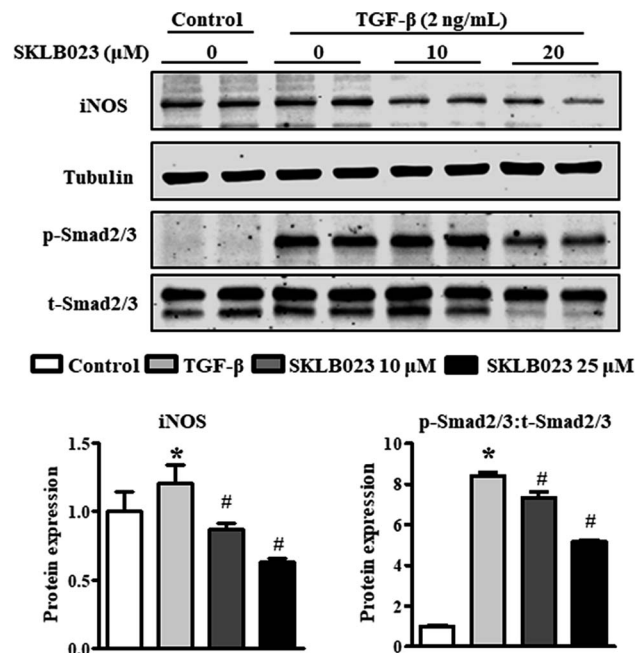 Control TGF-β (2 ng/mL)
SKLB023 (μM) 0 0 10 20
iNOS
Tubulin
p-Smad2/3
t-Smad2/3
Control TGF-β SKLB023 10 μM SKLB023 25 μM
iNOS
Protein expression
1.5
1.0
0.5
0.0
*
#
#
p-Smad2/3:t-Smad2/3
Protein expression
10
8
6
4
2
0
*
#
#